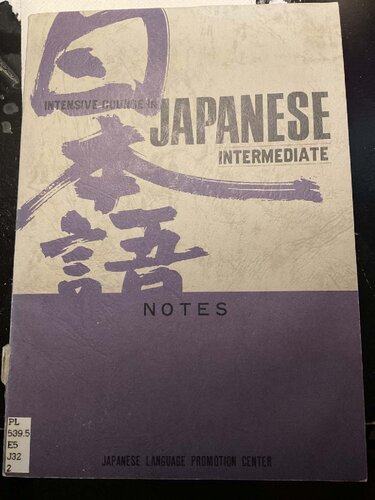 日本語
INTENSIVE COURSE IN
JAPANESE
INTERMEDIATE
NOTES
PL
539.5
E5
J32
2
JAPANESE LANGUAGE PROMOTION CENTER